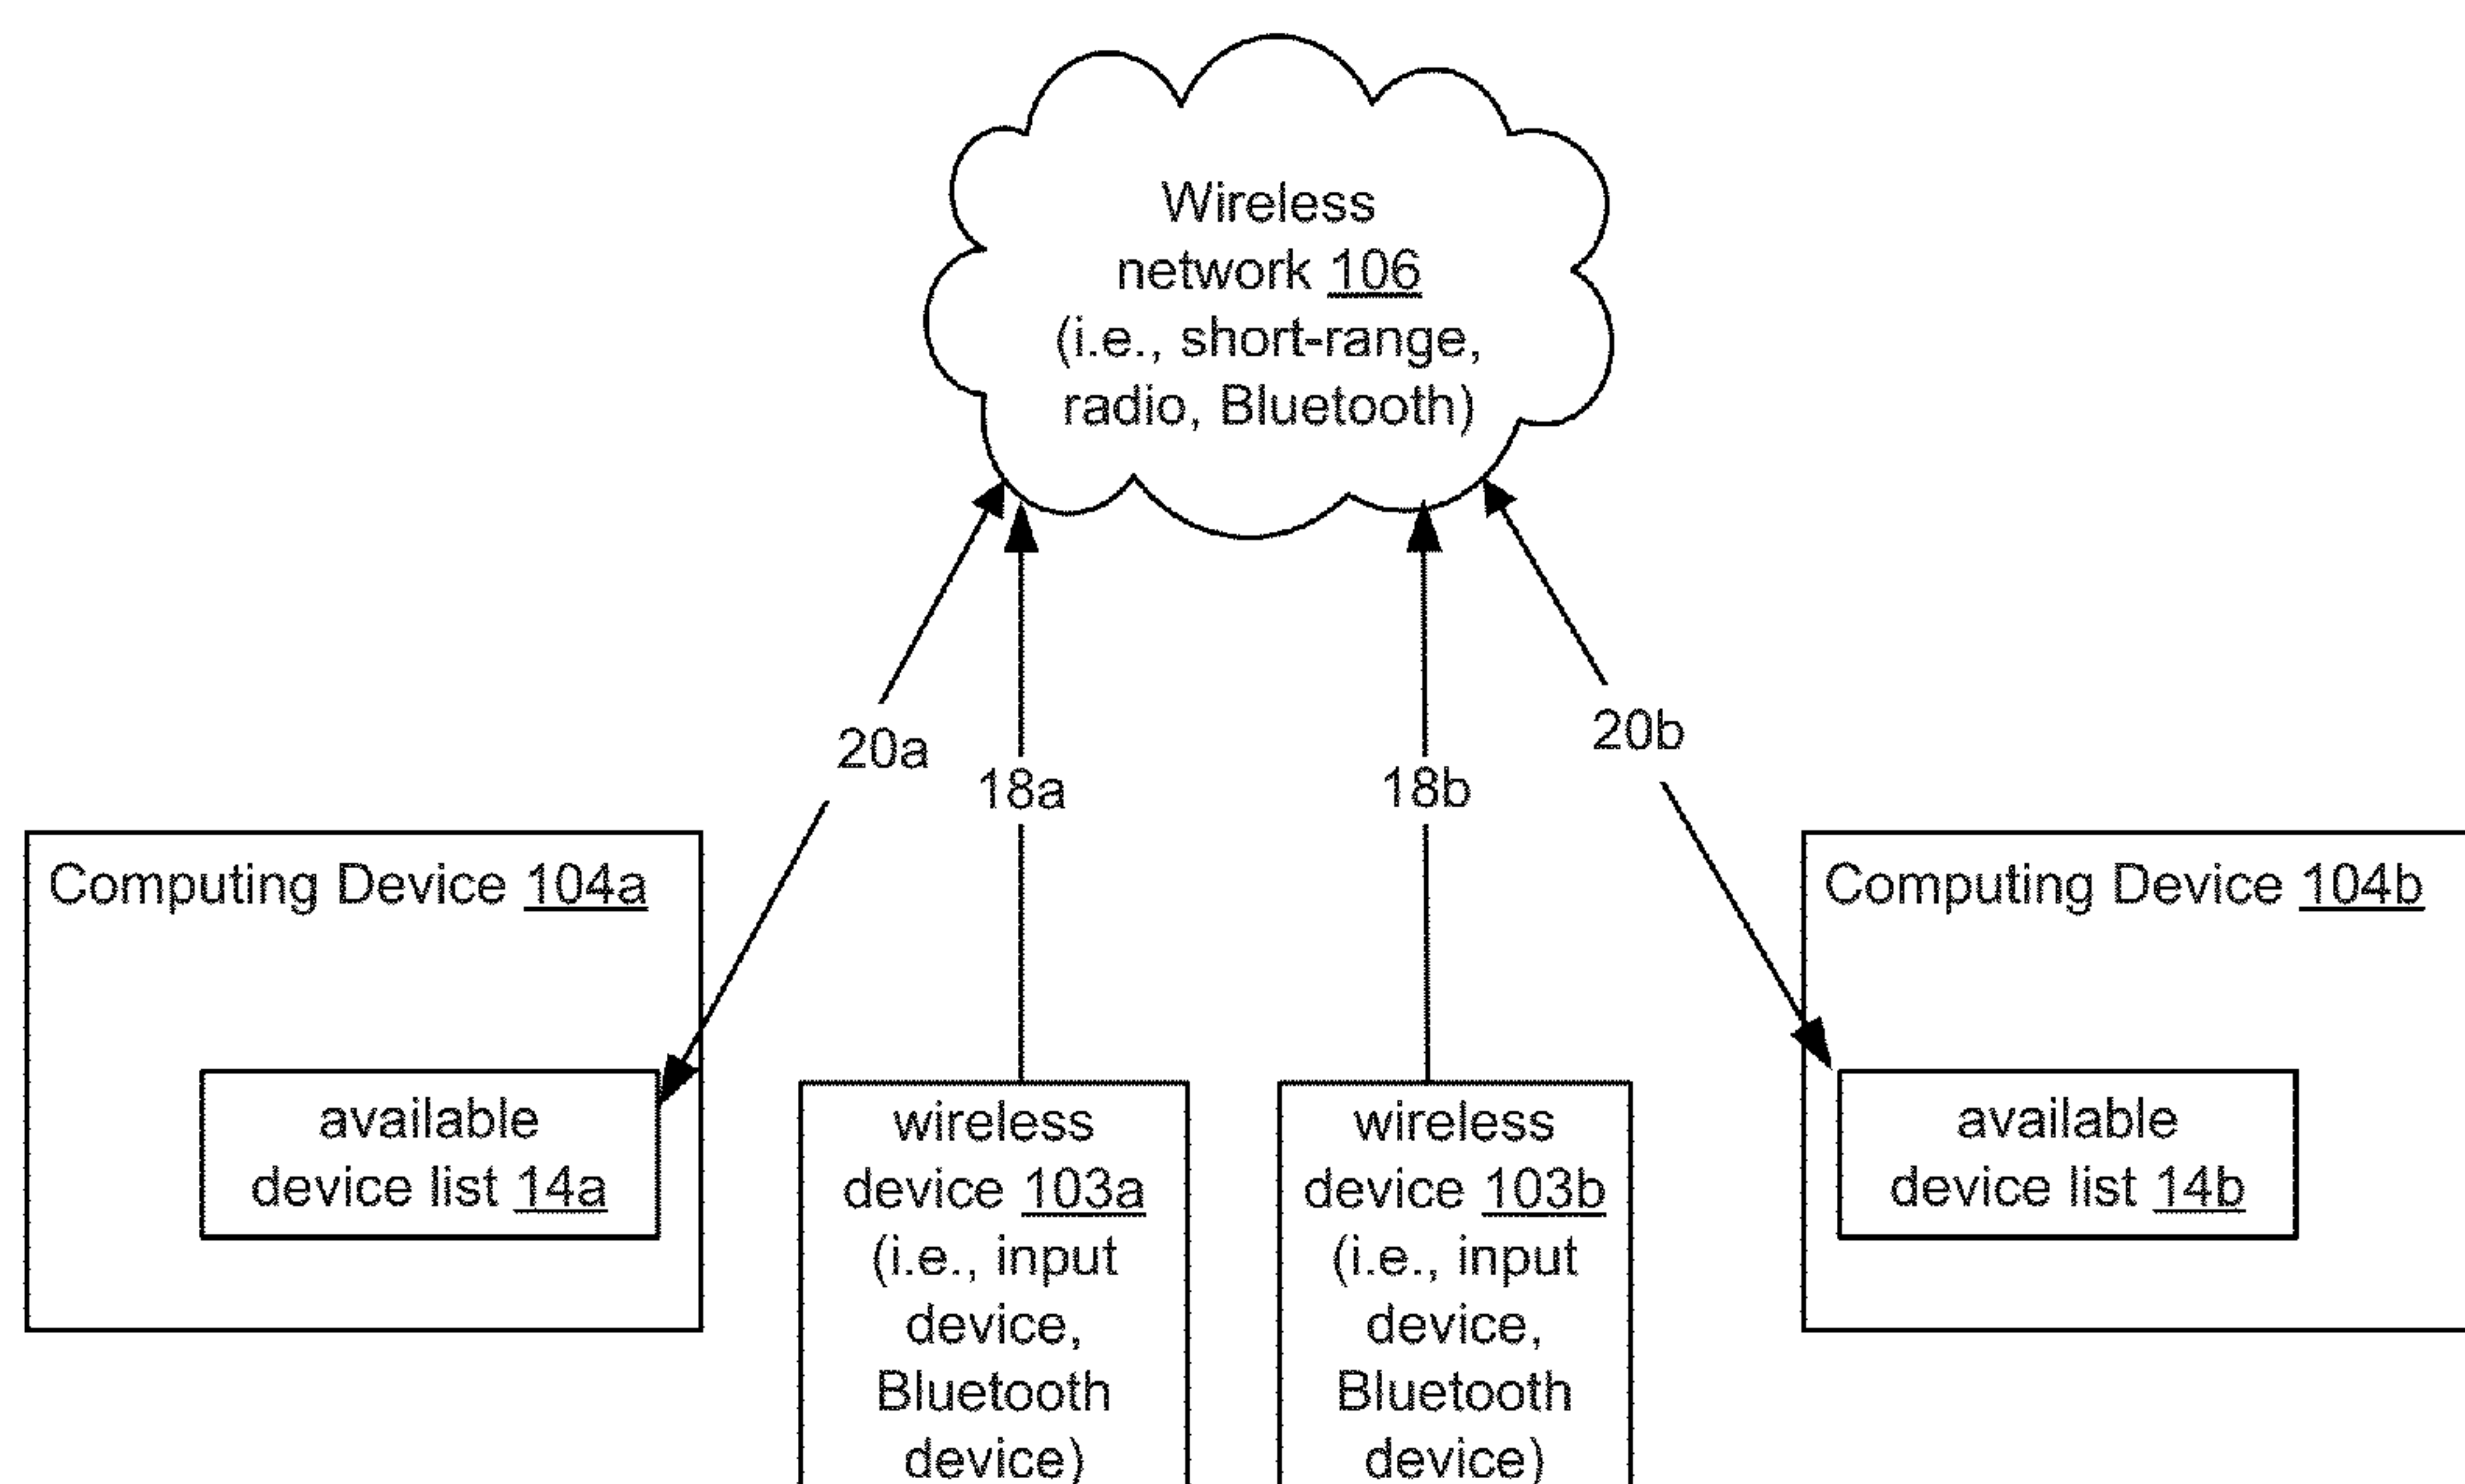 Wireless
network 106
(i.e., short-range,
radio, Bluetooth)
20a
18a
18b
20b
Computing Device 104a
available
device list 14a
wireless
device 103a
(i.e., input
device,
Bluetooth
device)
wireless
device 103b
(i.e., input
device,
Bluetooth
device)
Computing Device 104b
available
device list 14b